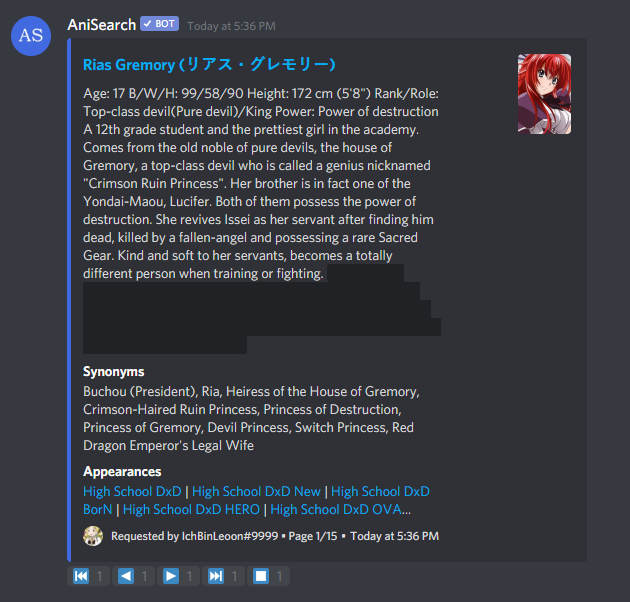 AS
AniSearch ✓ BOT Today at 5:36 PM
Rias Gremory (リアス・グレモリー)
Age: 17 B/W/H: 99/58/90 Height: 172 cm (5'8") Rank/Role:
Top-class devil(Pure devil)/King Power: Power of destruction
A 12th grade student and the prettiest girl in the academy.
Comes from the old noble of pure devils, the house of
Gremory, a top-class devil who is called a genius nicknamed
"Crimson Ruin Princess". Her brother is in fact one of the
Yondai-Maou, Lucifer. Both of them possess the power of
destruction. She revives Issei as her servant after finding him
dead, killed by a fallen-angel and possessing a rare Sacred
Gear. Kind and soft to her servants, becomes a totally
different person when training or fighting.
Synonyms
Buchou (President), Ria, Heiress of the House of Gremory,
Crimson-Haired Ruin Princess, Princess of Destruction,
Princess of Gremory, Devil Princess, Switch Princess, Red
Dragon Emperor's Legal Wife
Appearances
High School DxD | High School DxD New | High School DxD
BorN | High School DxD HERO | High School DxD OVA...
Requested by IchBinLeoon#9999 • Page 1/15 • Today at 5:36 PM
1 1 1 1 1